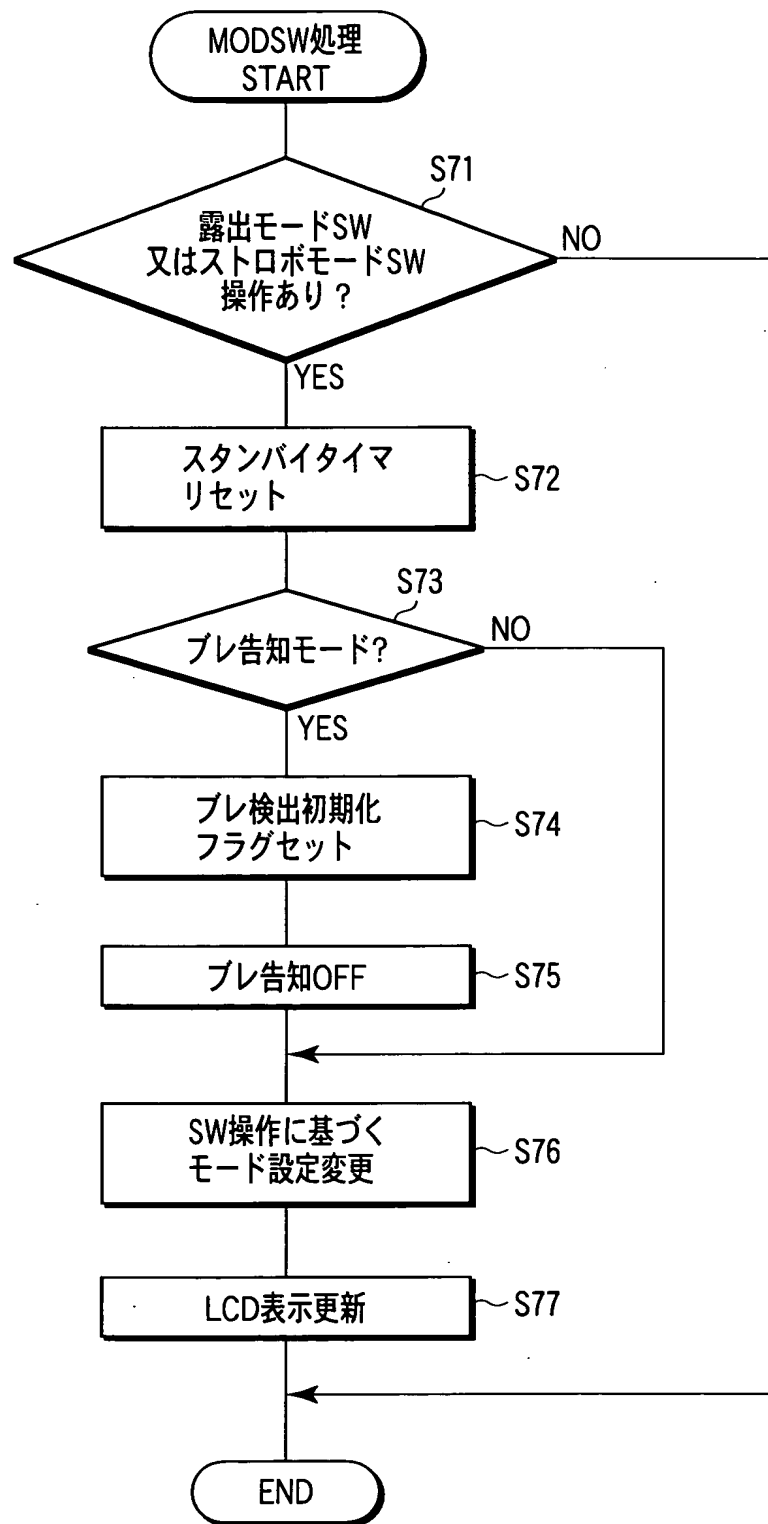 MODSW処理
START
S71
露出モードSW
又はストロボモードSW
操作あり?
NO
YES
スタンバイタイマ
リセット
S72
S73
ブレ告知モード?
NO
YES
ブレ検出初期化
フラグセット
S74
ブレ告知OFF
S75
SW操作に基づく
モード設定変更
S76
LCD表示更新
S77
END